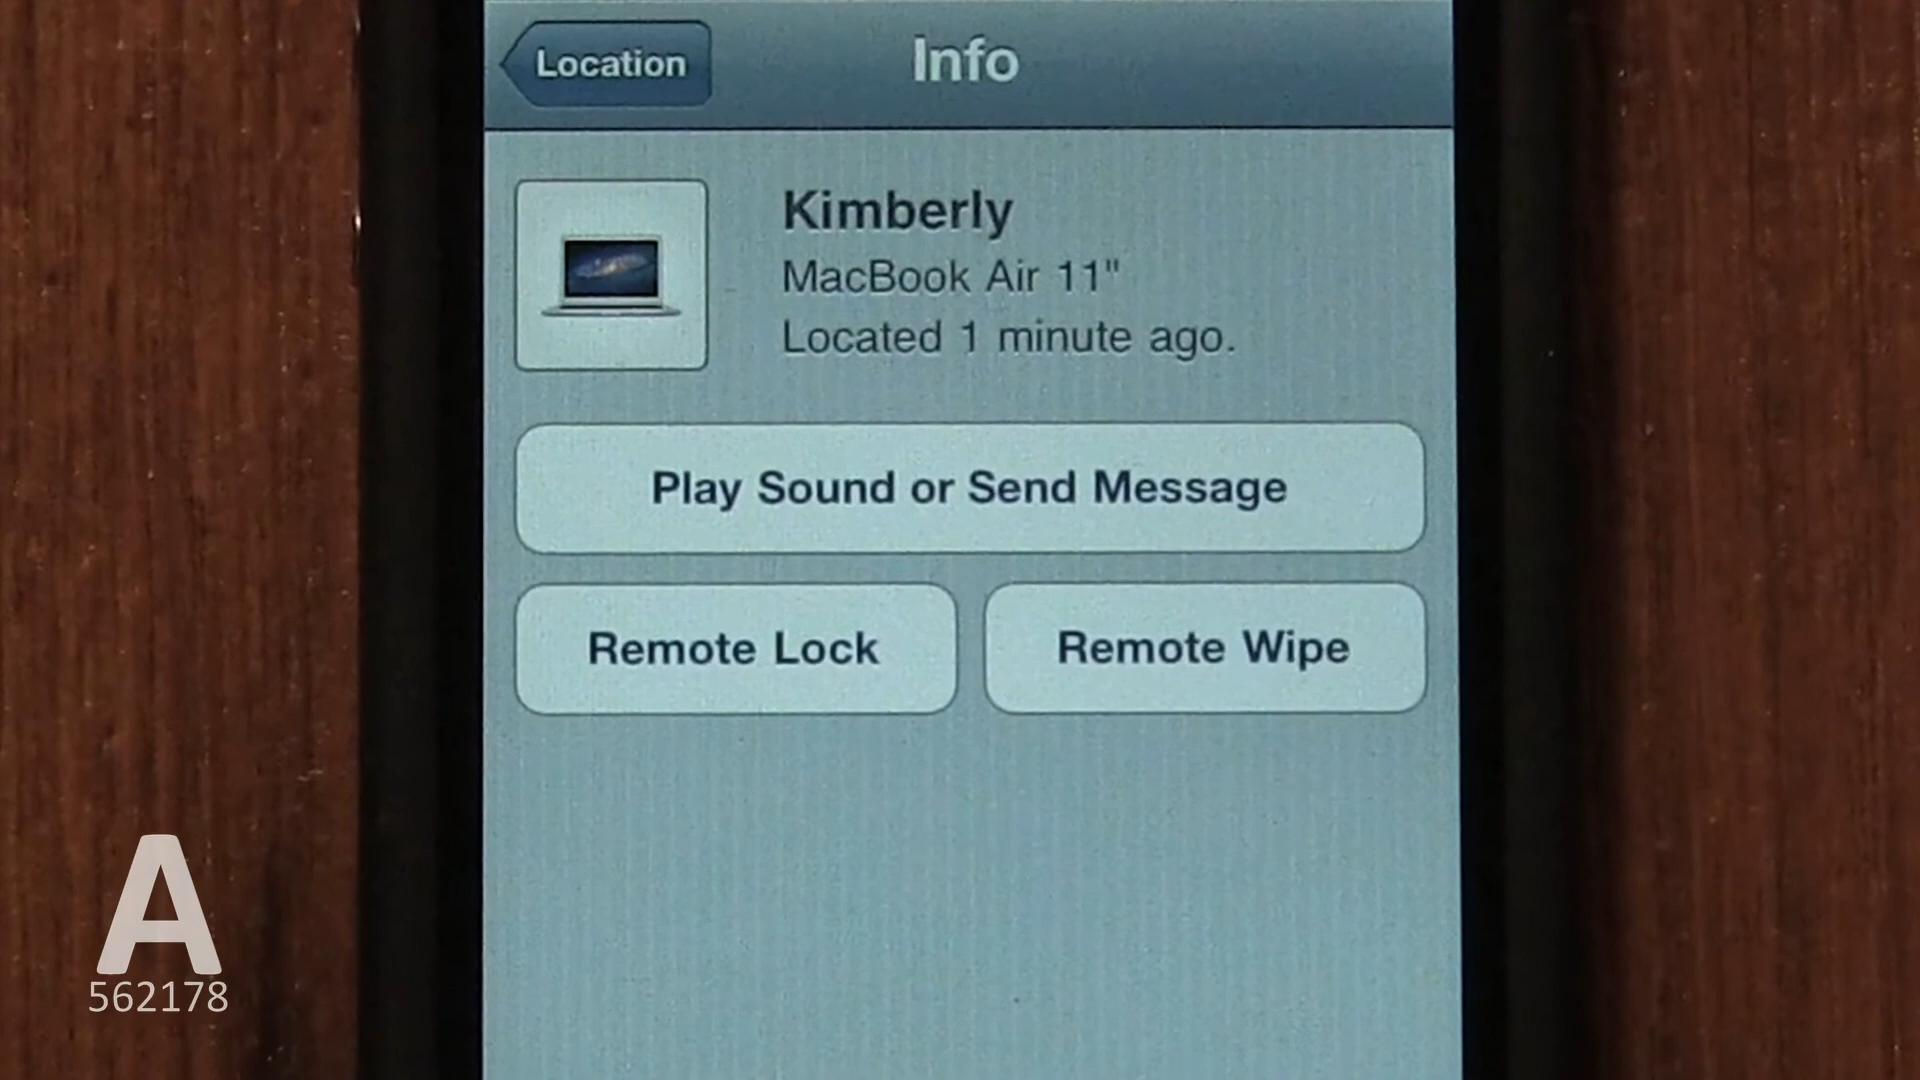 Location
Info
Kimberly
MacBook Air 11"
Located 1 minute ago.
Play Sound or Send Message
Remote Lock
Remote Wipe
A
562178